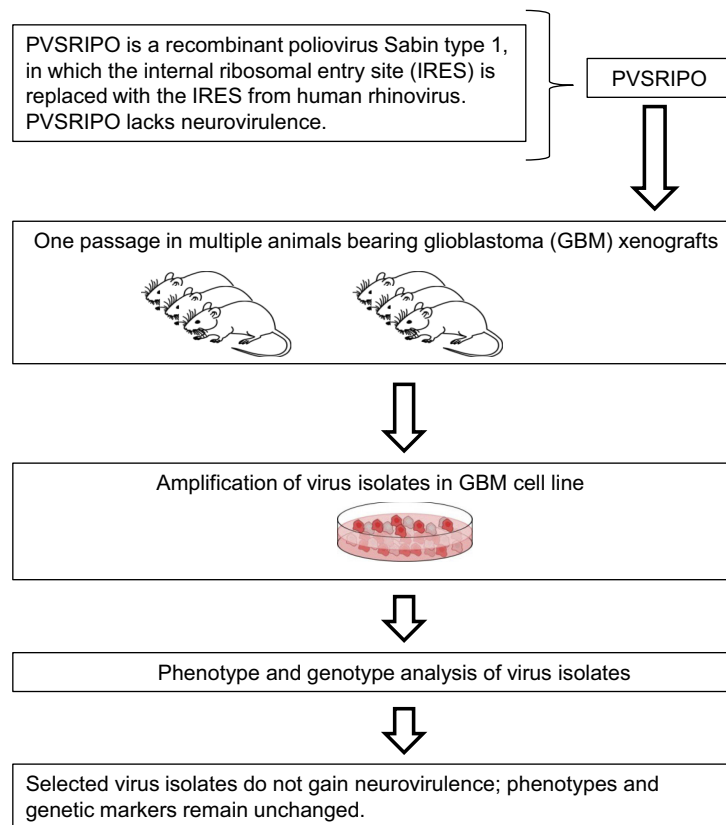 PVSRIPO is a recombinant poliovirus Sabin type 1,
in which the internal ribosomal entry site (IRES) is
replaced with the IRES from human rhinovirus.
PVSRIPO lacks neurovirulence.
PVSRIPO
One passage in multiple animals bearing glioblastoma (GBM) xenografts
Amplification of virus isolates in GBM cell line
Phenotype and genotype analysis of virus isolates
Selected virus isolates do not gain neurovirulence; phenotypes and
genetic markers remain unchanged.